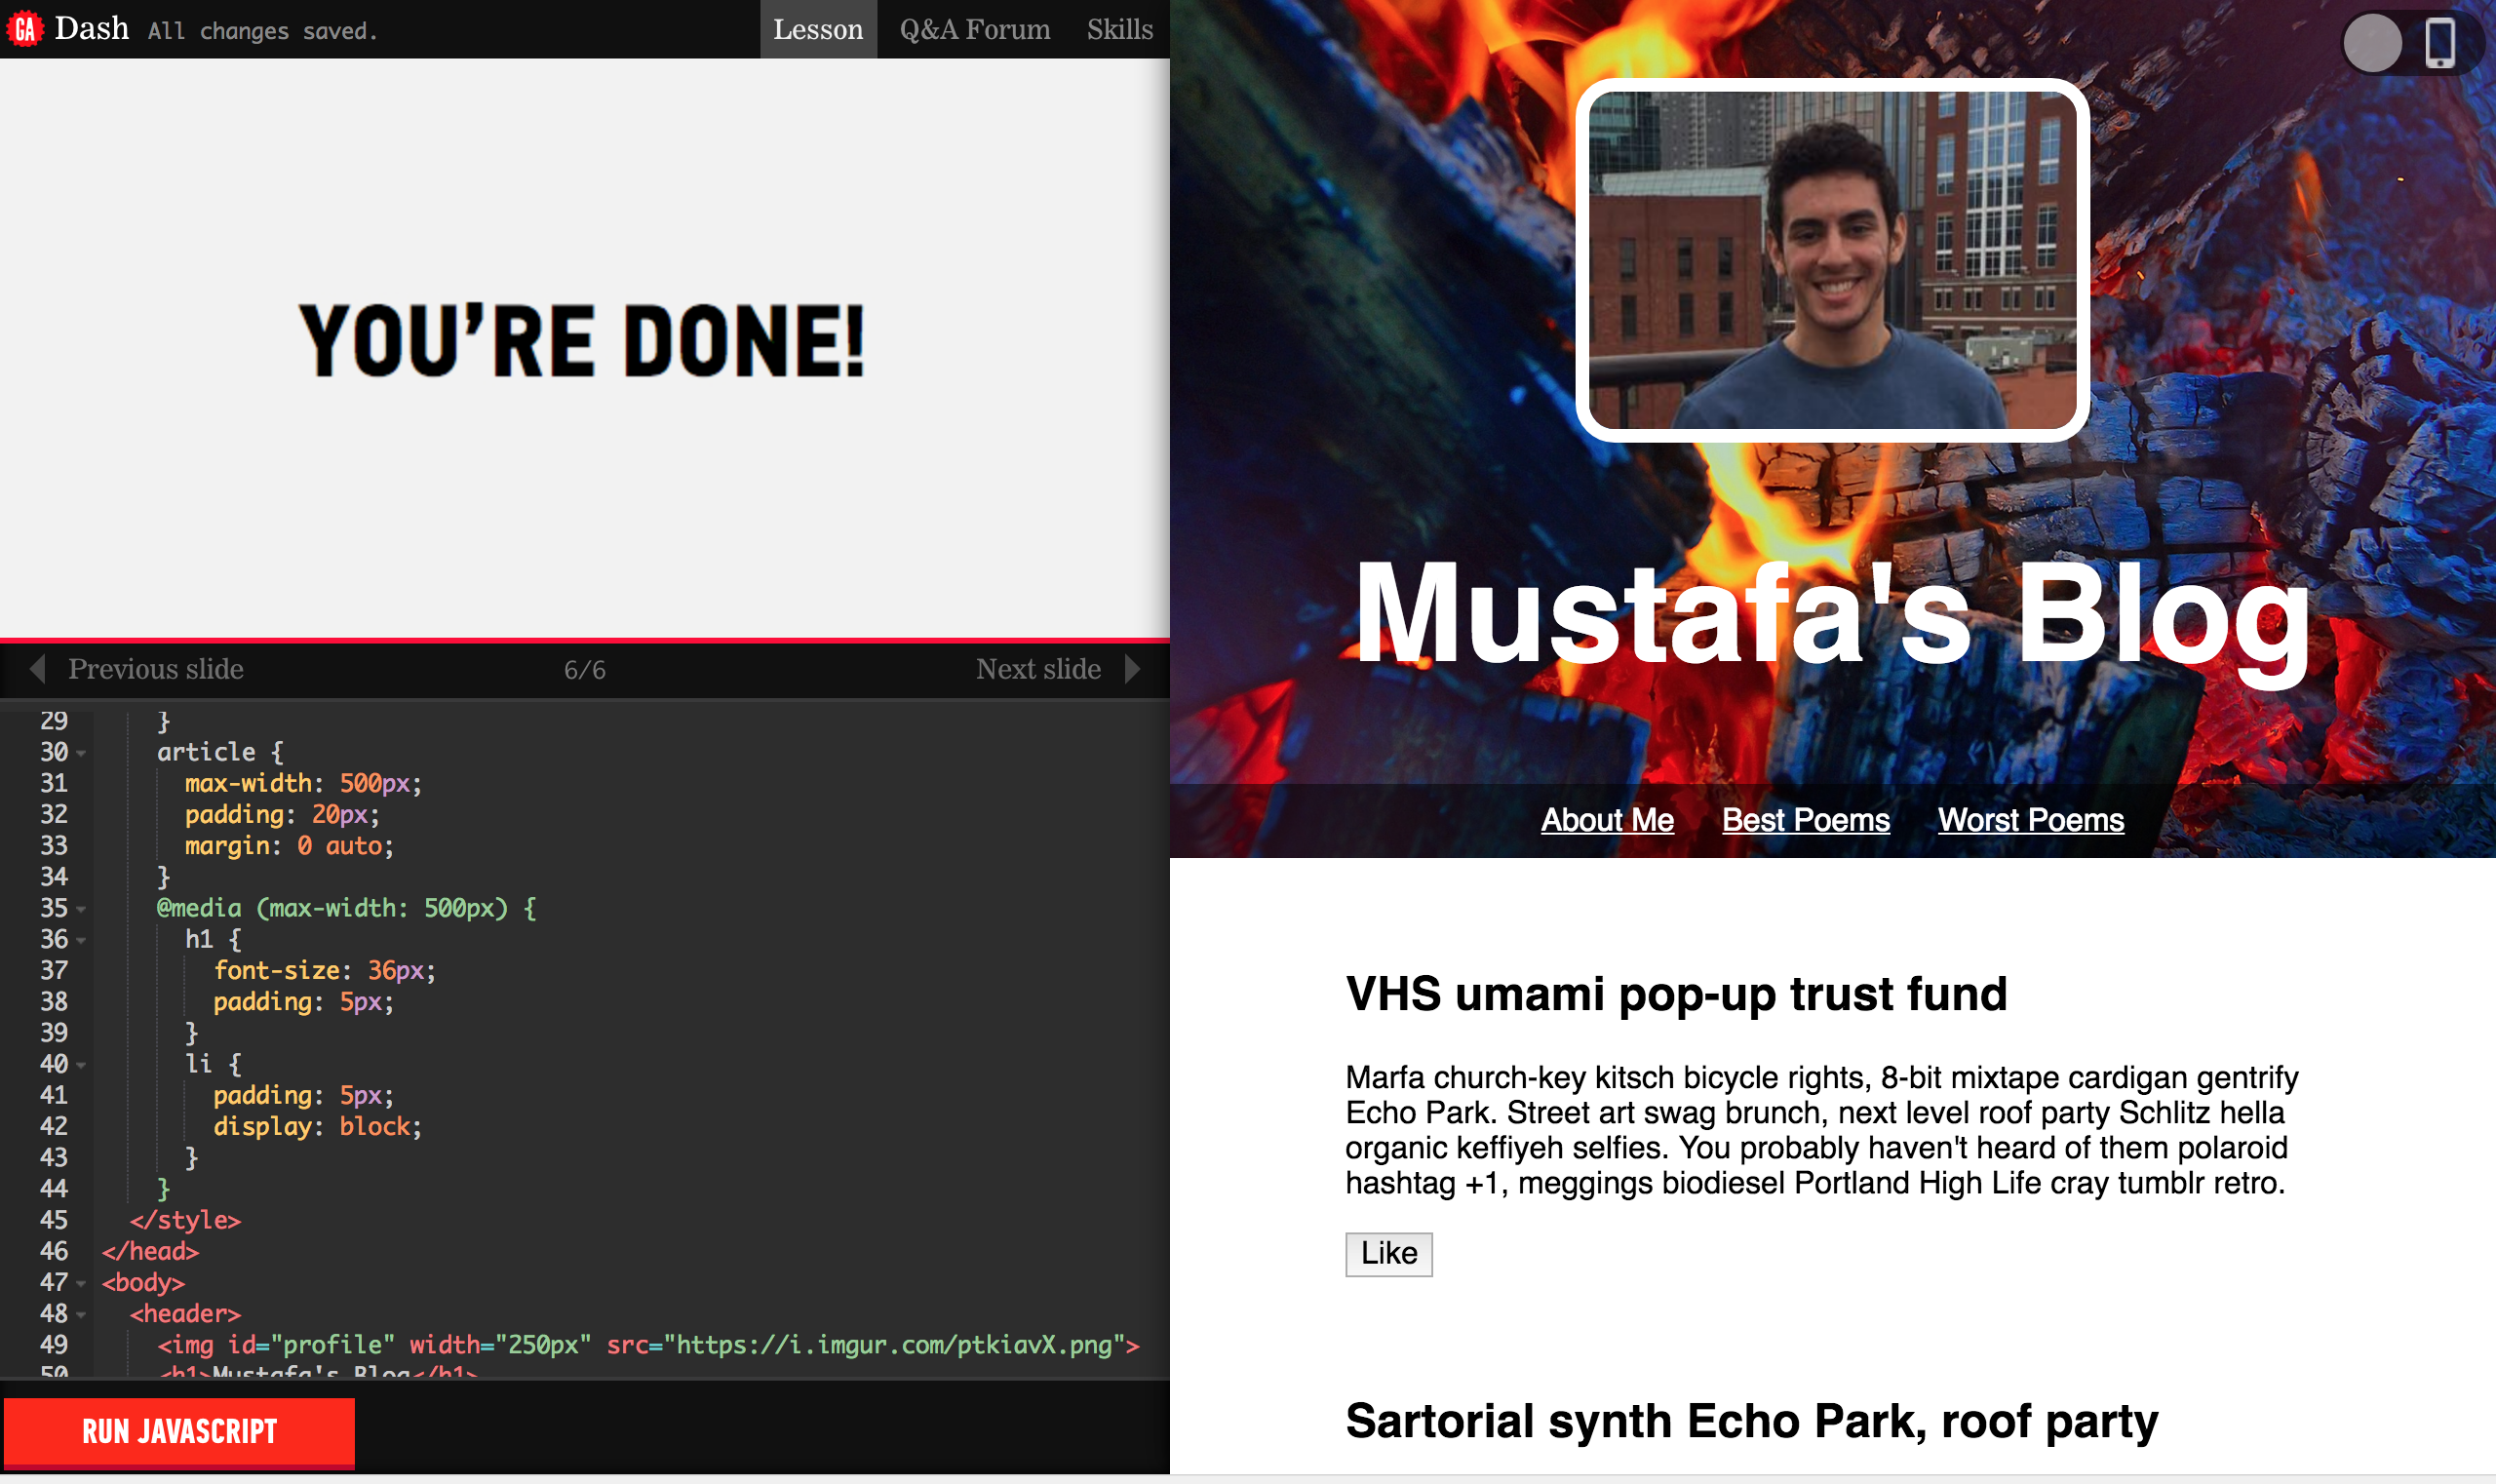 GA Dash All changes saved. Lesson Q&A Forum Skills
YOU'RE DONE!
Previous slide 6/6 Next slide
29 }
30 article {
31 max-width: 500px;
32 padding: 20px;
33 margin: 0 auto;
34 }
35 @media (max-width: 500px) {
36 h1 {
37 font-size: 36px;
38 padding: 5px;
39 }
40 li {
41 padding: 5px;
42 display: block;
43 }
44 }
45 </style>
46 </head>
47 <body>
48 <header>
49 <img id="profile" width="250px" src="https://i.imgur.com/ptkiavX.png">
50 <h1>Mustafa's Blog</h1>
RUN JAVASCRIPT
Mustafa's Blog
About Me Best Poems Worst Poems
VHS umami pop-up trust fund
Marfa church-key kitsch bicycle rights, 8-bit mixtape cardigan gentrify
Echo Park. Street art swag brunch, next level roof party Schlitz hella
organic keffiyeh selfies. You probably haven't heard of them polaroid
hashtag +1, meggings biodiesel Portland High Life cray tumblr retro.
Like
Sartorial synth Echo Park, roof party